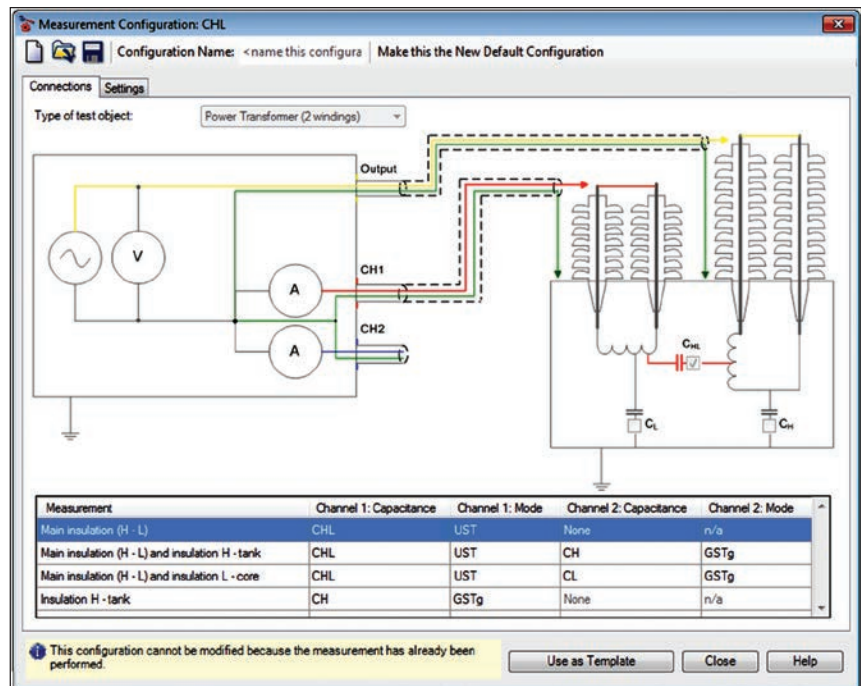 Measurement Configuration: CHL
Configuration Name: <name this configura Make this the New Default Configuration
Connections Settings
Type of test object: Power Transformer (2 windings)
Output
V
CH1
A
CH2
A
CHL
CL
CH
Measurement Channel 1: Capacitance Channel 1: Mode Channel 2: Capacitance Channel 2: Mode
Main insulation (H - L) CHL UST None n/a
Main insulation (H - L) and insulation H - tank CHL UST CH GSTg
Main insulation (H - L) and insulation L - core CHL UST CL GSTg
Insulation H - tank CH GSTg None n/a
This configuration cannot be modified because the measurement has already been
performed.
Use as Template Close Help